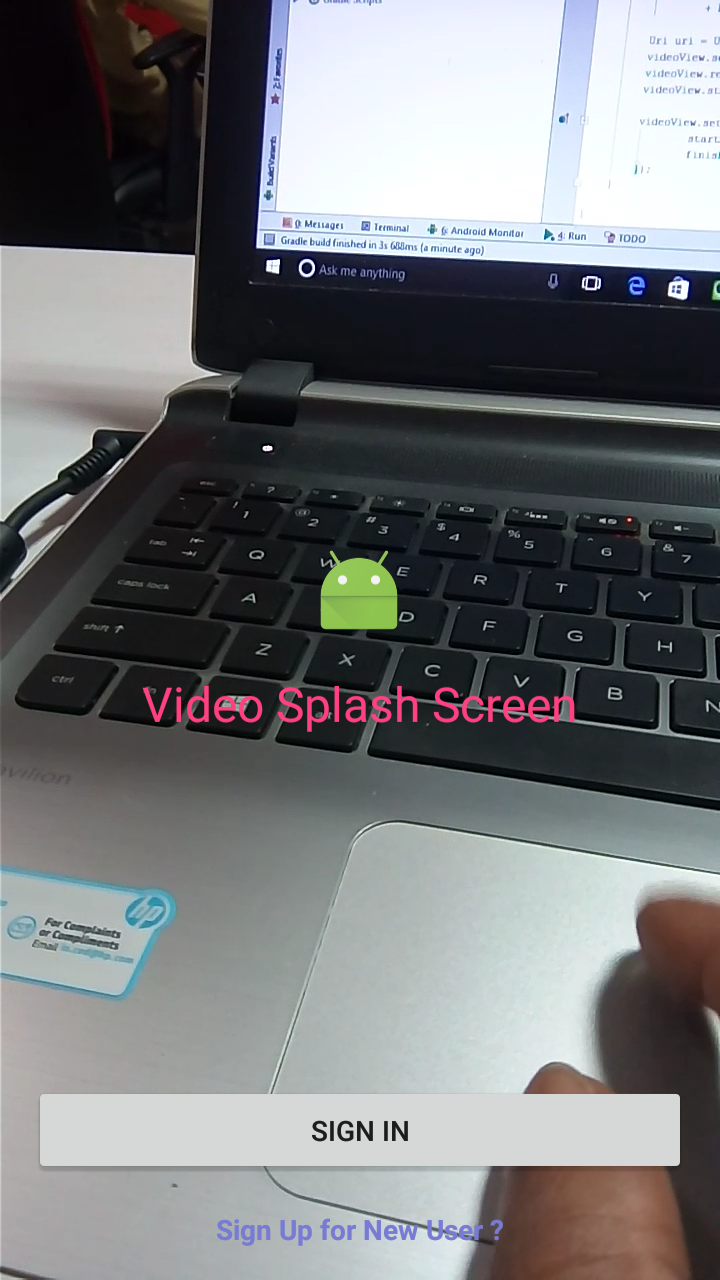 Gradle Scripts
2: Favorites
Build Variants
Uri uri = U
videoView.se
videoView.re
videoView.st
videoView.set
start
finis
});
0: Messages
Terminal
6: Android Monitor
4: Run
TODO
Gradle build finished in 3s 688ms (a minute ago)
Ask me anything
esc
?
! 1
@ 2
# 3
$ 4
% 5
^ 6
& 7
tab
Q
W
E
R
T
Y
caps lock
A
D
F
G
H
shift
Z
X
C
V
B
N
ctrl
alt
Video Splash Screen
avilion
hp
For Complaints
or Compliments
Email
SIGN IN
Sign Up for New User ?